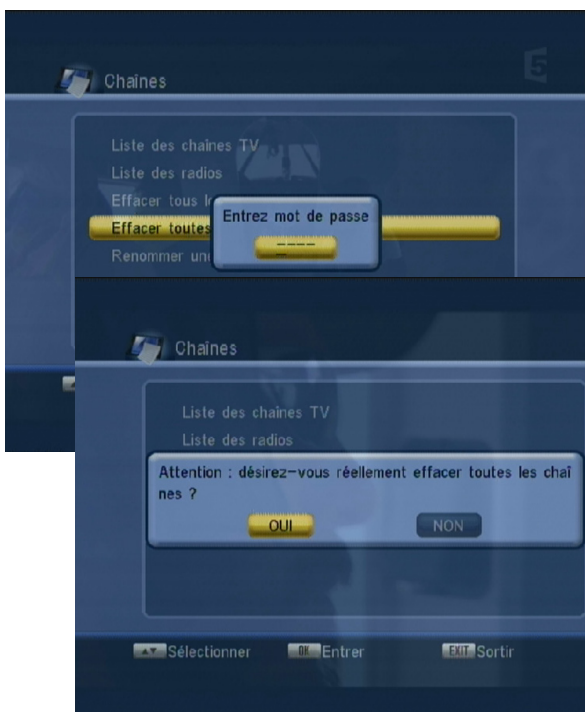 5
Chaînes
Liste des chaînes TV
Liste des radios
Effacer tous l
Effacer toutes
Renommer un
Entrez mot de passe
----
Chaînes
Liste des chaînes TV
Liste des radios
Attention : désirez-vous réellement effacer toutes les chaî
nes ?
OUI NON
▲▼ Sélectionner OK Entrer EXIT Sortir